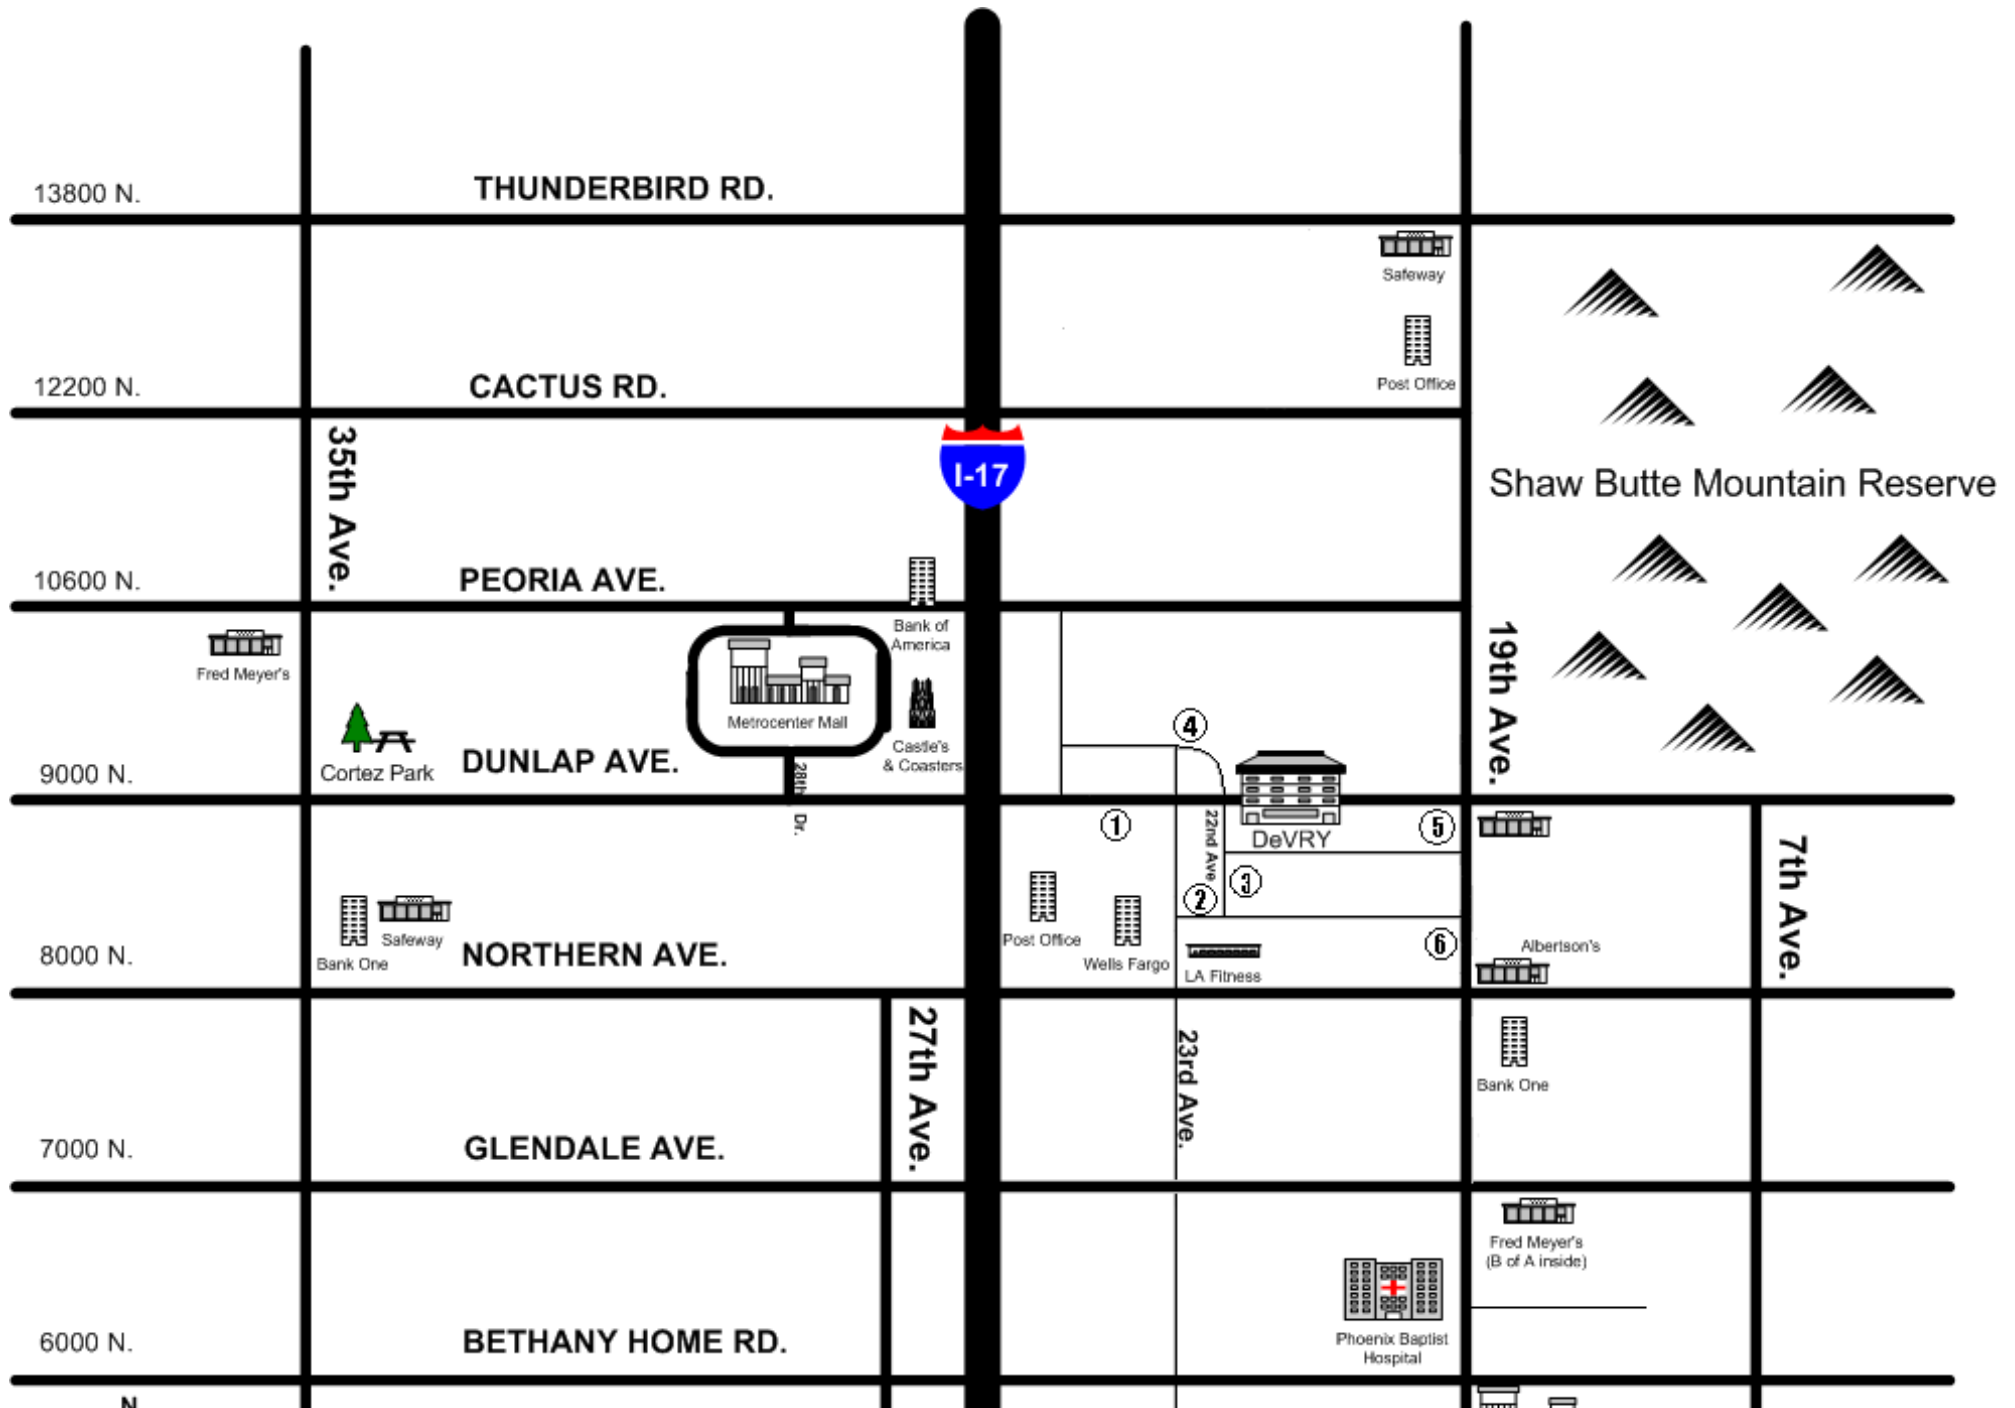 13800 N.
THUNDERBIRD RD.
Safeway
Post Office
12200 N.
CACTUS RD.
35th Ave.
I-17
Shaw Butte Mountain Reserve
10600 N.
PEORIA AVE.
Bank of
America
19th Ave.
Fred Meyer's
Metrocenter Mall
4
Castle's
& Coasters
Cortez Park
9000 N.
DUNLAP AVE.
28th Dr.
1
22nd Ave
DeVRY
5
7th Ave.
3
2
Post Office
Wells Fargo
LA Fitness
6
Albertson's
Bank One
Safeway
8000 N.
NORTHERN AVE.
27th Ave.
23rd Ave.
Bank One
7000 N.
GLENDALE AVE.
Fred Meyer's
(B of A inside)
Phoenix Baptist
Hospital
6000 N.
BETHANY HOME RD.
N